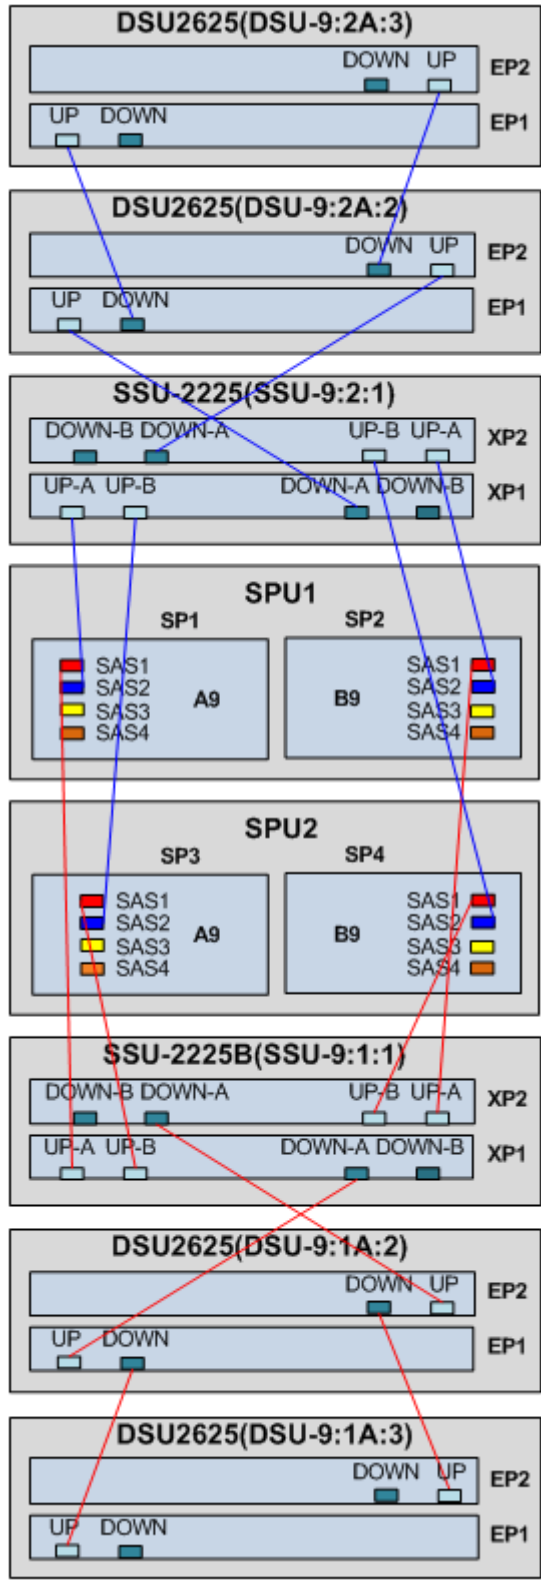 DSU2625(DSU-9:2A:3)
DOWN UP EP2
UP DOWN EP1
DSU2625(DSU-9:2A:2)
DOWN UP EP2
UP DOWN EP1
SSU-2225(SSU-9:2:1)
DOWN-B DOWN-A UP-B UP-A XP2
UP-A UP-B DOWN-A DOWN-B XP1
SPU1
SP1 SP2
SAS1 SAS1
SAS2 SAS2
A9 B9
SAS3 SAS3
SAS4 SAS4
SPU2
SP3 SP4
SAS1 SAS1
SAS2 SAS2
A9 B9
SAS3 SAS3
SAS4 SAS4
SSU-2225B(SSU-9:1:1)
DOWN-B DOWN-A UP-B UP-A XP2
UP-A UP-B DOWN-A DOWN-B XP1
DSU2625(DSU-9:1A:2)
DOWN UP EP2
UP DOWN EP1
DSU2625(DSU-9:1A:3)
DOWN UP EP2
UP DOWN EP1